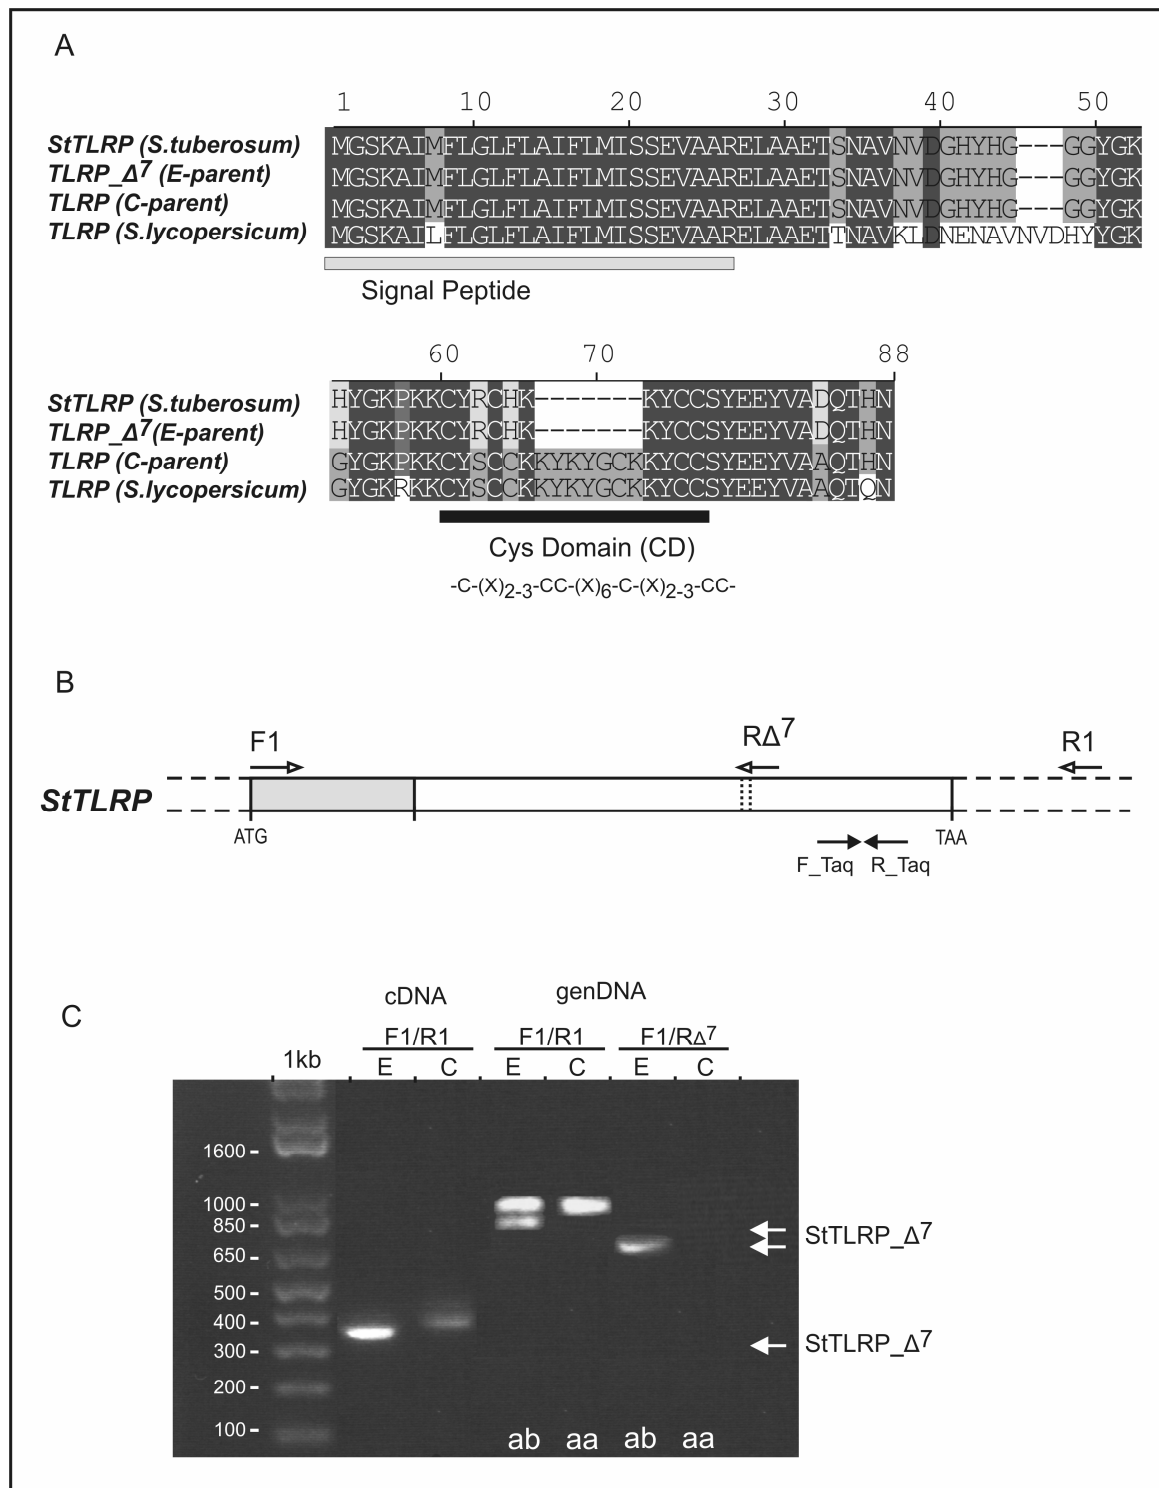 A
1 10 20 30 40 50
StTLRP (S.tuberosum) MGSKAIMFLGLFLAIFLMISSEVAARELAAETSNAVNVDGHYHG---GGYGK
TLRP_Δ7 (E-parent) MGSKAIMFLGLFLAIFLMISSEVAARELAAETSNAVNVDGHYHG---GGYGK
TLRP (C-parent) MGSKAIMFLGLFLAIFLMISSEVAARELAAETSNAVNVDGHYHG---GGYGK
TLRP (S.lycopersicum) MGSKAILFLGLFLAIFLMISSEVAARELAAETTNAVKLDNENAVNVDHYYGK
Signal Peptide
60 70 88
StTLRP (S.tuberosum) HYGKPKKCYRCHK-------KYCCSYEEYVADQTHN
TLRP_Δ7(E-parent) HYGKPKKCYRCHK-------KYCCSYEEYVADQTHN
TLRP (C-parent) GYGKPKKCYSCCKKYKYGCKKYCCSYEEYVAAQTHN
TLRP (S.lycopersicum) GYGKRKKCYSCCKKYKYGCKKYCCSYEEYVAAQTQN
Cys Domain (CD)
-C-(X)2-3-CC-(X)6-C-(X)2-3-CC-
B
F1 RΔ7 R1
StTLRP
ATG TAA
F_Taq R_Taq
C
cDNA genDNA
F1/R1 F1/R1 F1/RΔ7
1kb E C E C E C
1600
1000
850
StTLRP_Δ7
650
500
400
StTLRP_Δ7
300
200
100
ab aa ab aa